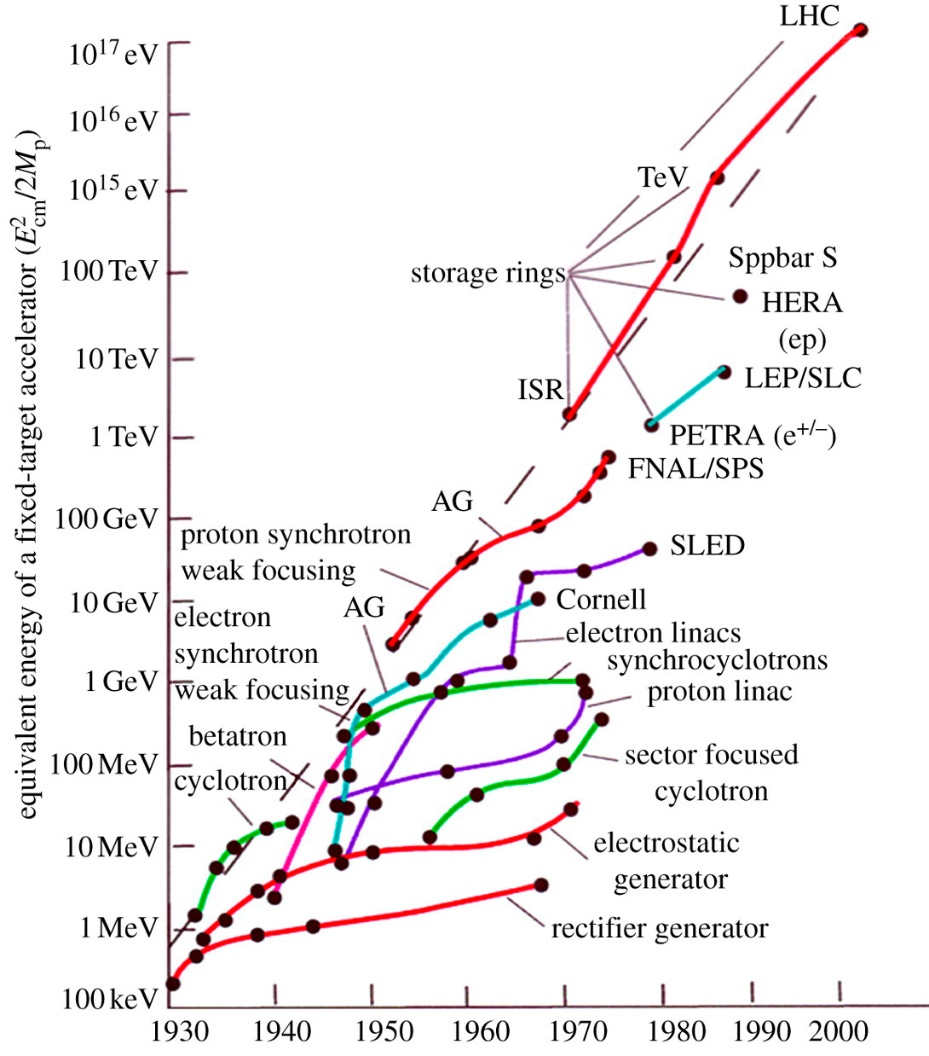 equivalent energy of a fixed-target accelerator (E²cm/2Mp)
LHC
10¹⁷ eV
10¹⁶ eV
10¹⁵ eV
TeV
100 TeV
storage rings
Sppbar S
HERA
(ep)
10 TeV
ISR
LEP/SLC
1 TeV
PETRA (e⁺/⁻)
FNAL/SPS
AG
100 GeV
proton synchrotron
weak focusing
SLED
10 GeV
AG
Cornell
electron
synchrotron
weak focusing
electron linacs
synchrocyclotrons
1 GeV
proton linac
betatron
cyclotron
100 MeV
sector focused
cyclotron
10 MeV
electrostatic
generator
1 MeV
rectifier generator
100 keV
1930 1940 1950 1960 1970 1980 1990 2000